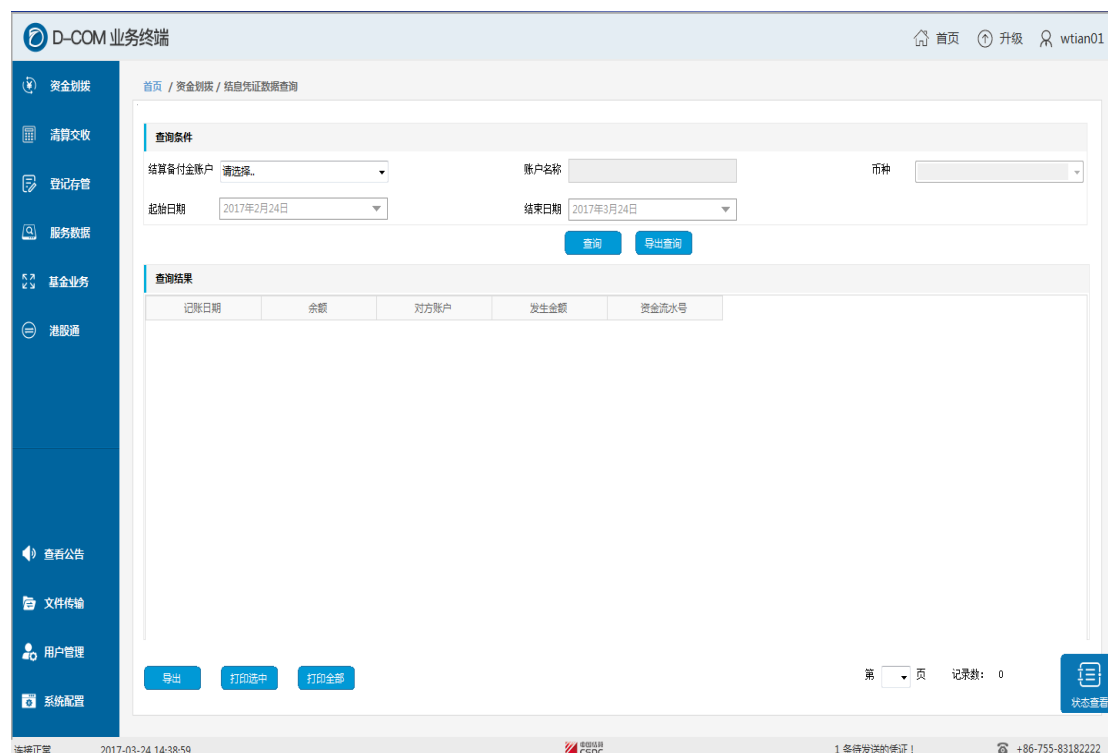 D-COM 业务终端
首页 升级 wtian01
资金划拨
清算交收
登记存管
服务数据
基金业务
港股通
查看公告
文件传输
用户管理
系统配置
首页 / 资金划拨 / 结息凭证数据查询
查询条件
结算备付金账户 请选择.. 账户名称 币种
起始日期 2017年2月24日 结束日期 2017年3月24日
查询 导出查询
查询结果
记账日期 余额 对方账户 发生金额 资金流水号
导出 打印选中 打印全部 第 页 记录数: 0
状态查看
连接正常 2017-03-24 14:38:59 中国结算 CSDC 1 条待发送的凭证! +86-755-83182222